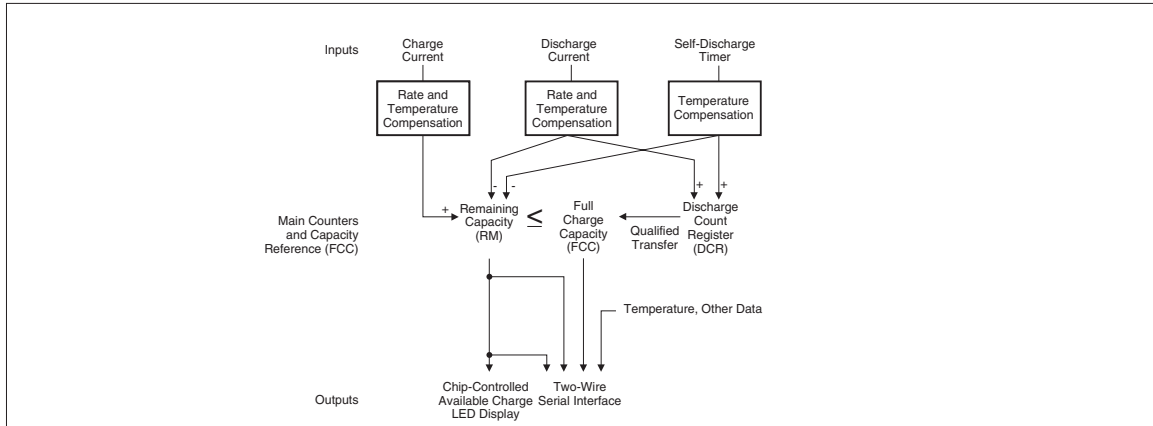 Inputs
Charge
Current
Discharge
Current
Self-Discharge
Timer
Rate and
Temperature
Compensation
Rate and
Temperature
Compensation
Temperature
Compensation
-
-
+
+
+
Main Counters
and Capacity
Reference (FCC)
Remaining
Capacity
(RM)
≤
Full
Charge
Capacity
(FCC)
Qualified
Transfer
Discharge
Count
Register
(DCR)
Temperature, Other Data
Outputs
Chip-Controlled
Available Charge
LED Display
Two-Wire
Serial Interface